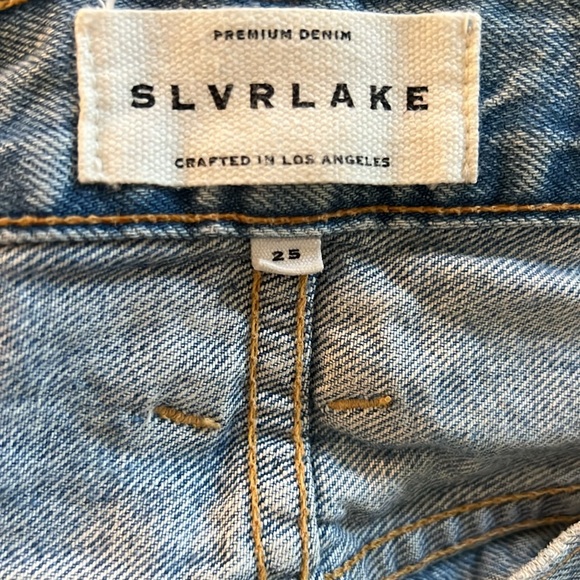 PREMIUM DENIM
SLVRLAKE
CRAFTED IN LOS ANGELES
25